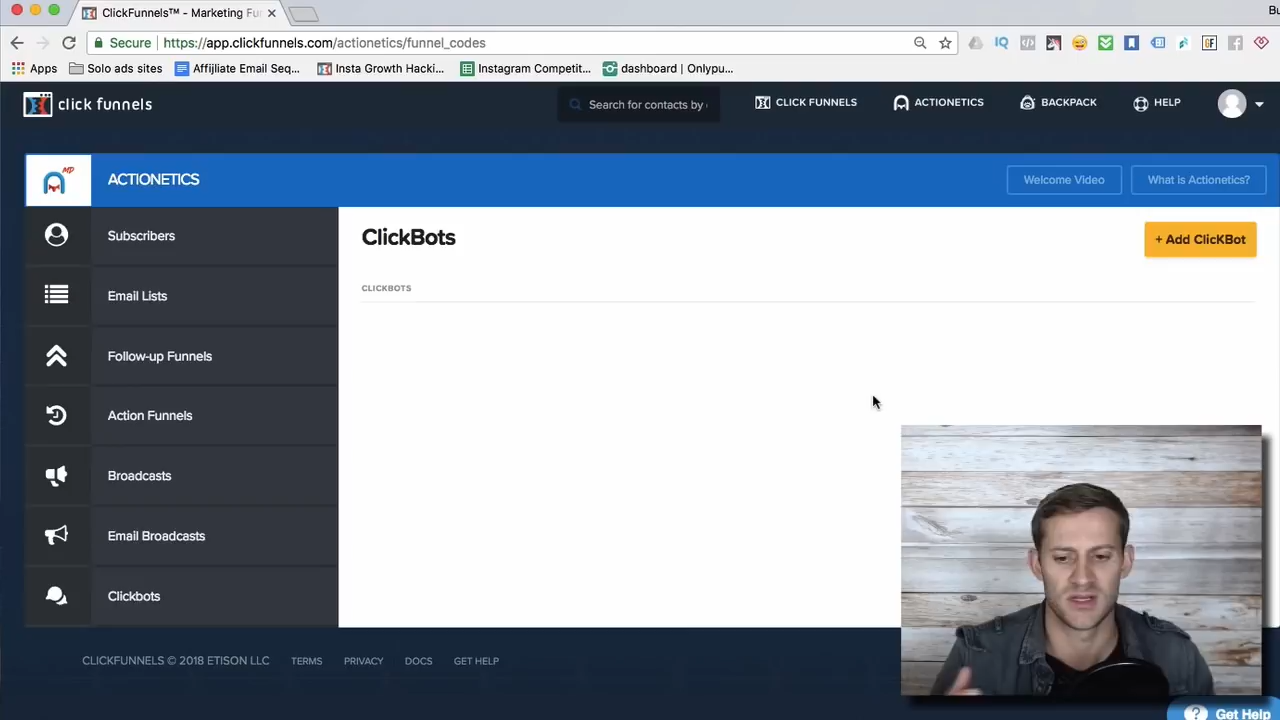 ClickFunnels™ - Marketing Fu
Bu
Secure https://app.clickfunnels.com/actionetics/funnel_codes
Apps Solo ads sites Affijliate Email Seq... Insta Growth Hacki... Instagram Competit... dashboard | Onlypu...
click funnels
Search for contacts by
CLICK FUNNELS
ACTIONETICS
BACKPACK
HELP
MD
ACTIONETICS
Welcome Video
What is Actionetics?
Subscribers
Email Lists
Follow-up Funnels
Action Funnels
Broadcasts
Email Broadcasts
Clickbots
ClickBots
+ Add ClicKBot
CLICKBOTS
CLICKFUNNELS © 2018 ETISON LLC
TERMS
PRIVACY
DOCS
GET HELP
Get Help